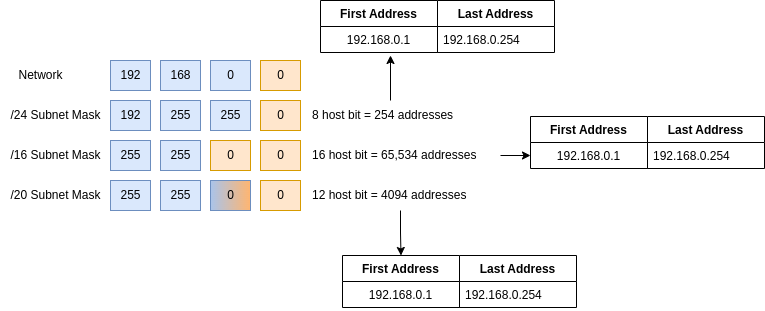 First Address Last Address
192.168.0.1 192.168.0.254
Network 192 168 0 0
/24 Subnet Mask 192 255 255 0 8 host bit = 254 addresses
First Address Last Address
/16 Subnet Mask 255 255 0 0 16 host bit = 65,534 addresses
192.168.0.1 192.168.0.254
/20 Subnet Mask 255 255 0 0 12 host bit = 4094 addresses
First Address Last Address
192.168.0.1 192.168.0.254